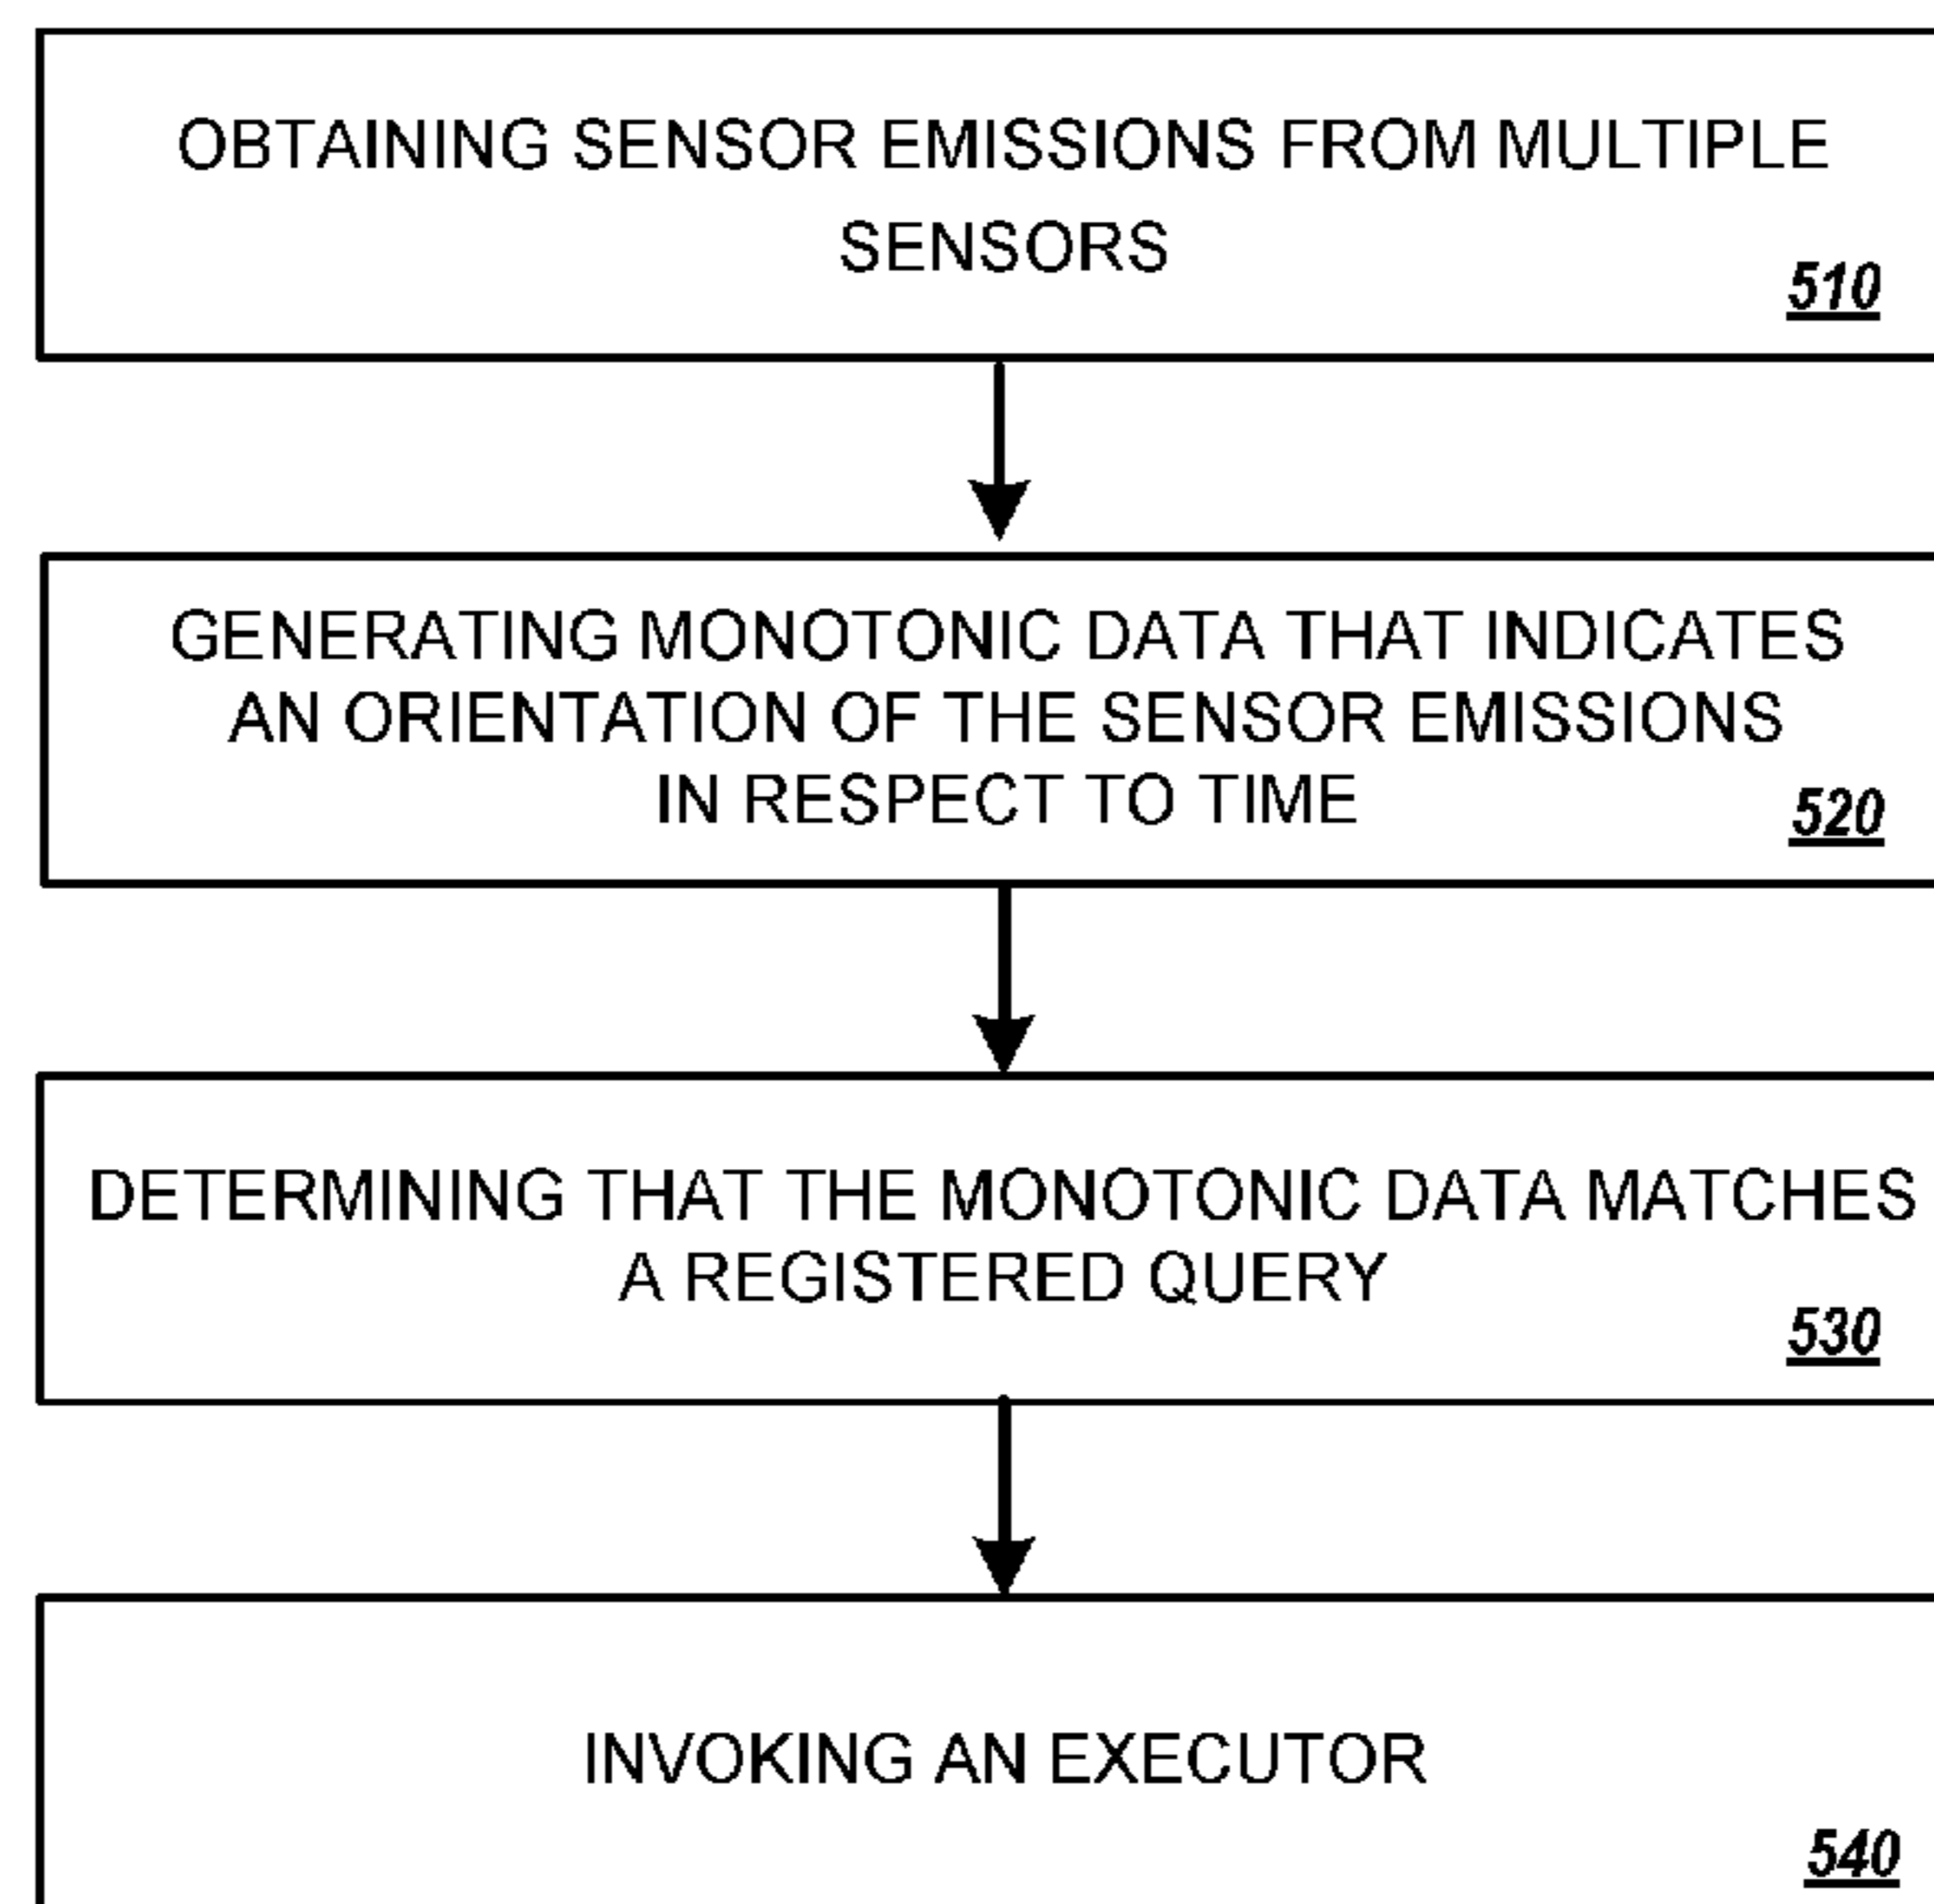 OBTAINING SENSOR EMISSIONS FROM MULTIPLE
SENSORS
510
GENERATING MONOTONIC DATA THAT INDICATES
AN ORIENTATION OF THE SENSOR EMISSIONS
IN RESPECT TO TIME
520
DETERMINING THAT THE MONOTONIC DATA MATCHES
A REGISTERED QUERY
530
INVOKING AN EXECUTOR
540